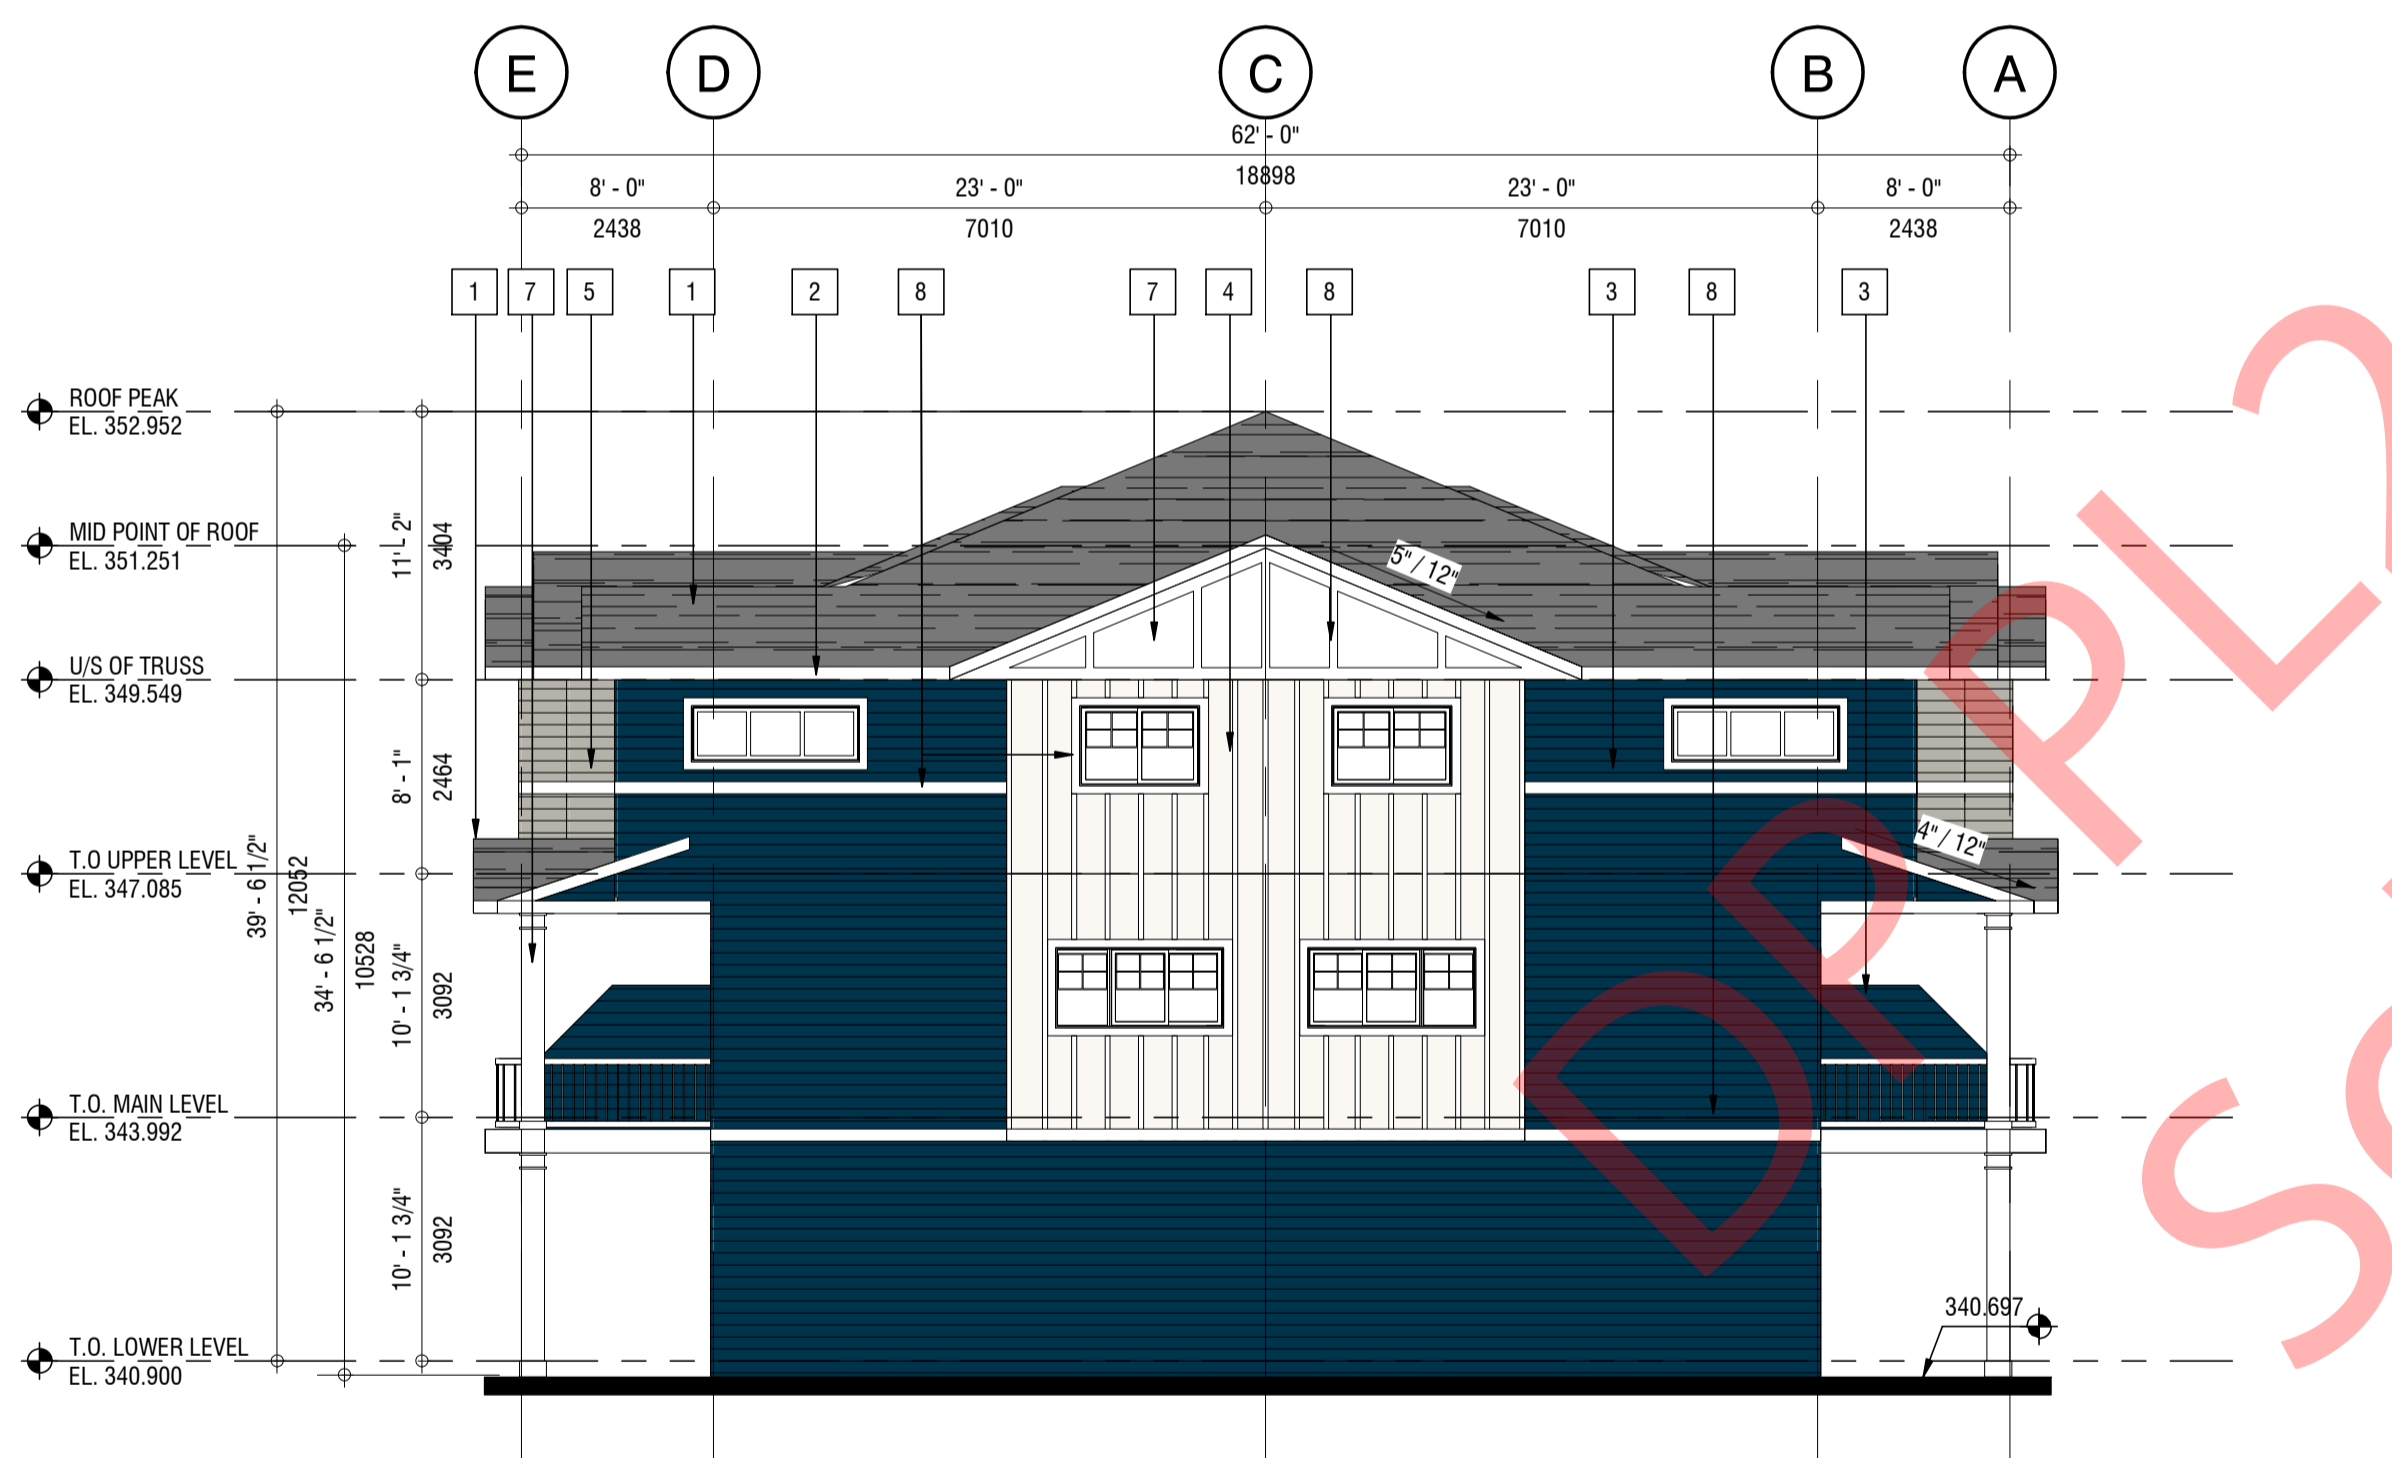 E
D
C
B
A
62' - 0"
18898
8' - 0"
23' - 0"
23' - 0"
8' - 0"
2438
7010
7010
2438
1
7
5
1
2
8
7
4
8
3
8
3
ROOF PEAK
EL. 352.952
MID POINT OF ROOF
EL. 351.251
U/S OF TRUSS
EL. 349.549
T.O UPPER LEVEL
EL. 347.085
T.O. MAIN LEVEL
EL. 343.992
T.O. LOWER LEVEL
EL. 340.900
39' - 6 1/2"
12052
34' - 6 1/2"
10528
11' - 2"
3404
8' - 1"
2464
10' - 1 3/4"
3092
10' - 1 3/4"
3092
5"/ 12"
4"/ 12"
340.697
DP PL2